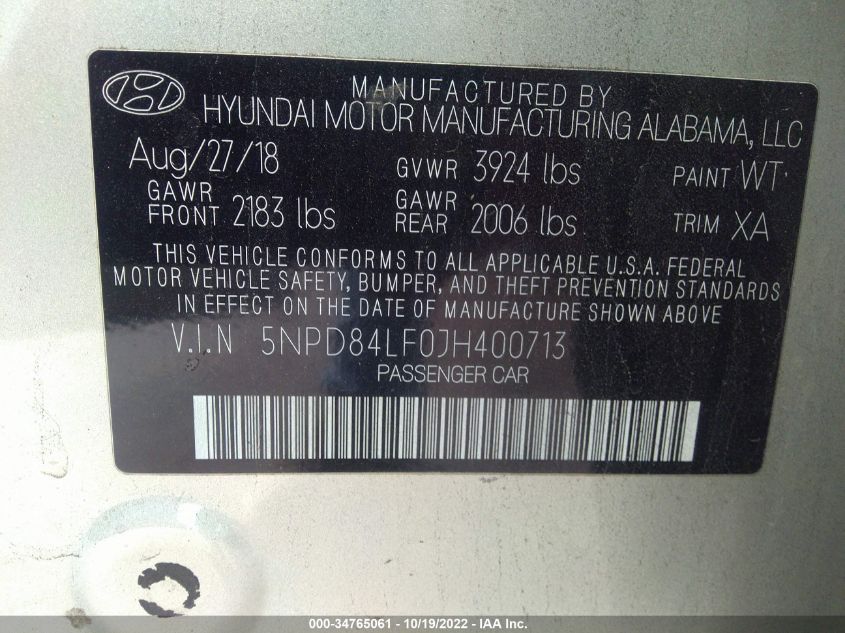 MANUFACTURED BY
HYUNDAI MOTOR MANUFACTURING ALABAMA, LLC
Aug/27/18 GVWR 3924 lbs PAINT WT
GAWR FRONT 2183 lbs GAWR REAR 2006 lbs TRIM XA
THIS VEHICLE CONFORMS TO ALL APPLICABLE U.S.A. FEDERAL
MOTOR VEHICLE SAFETY, BUMPER, AND THEFT PREVENTION STANDARDS
IN EFFECT ON THE DATE OF MANUFACTURE SHOWN ABOVE
V.I.N 5NPD84LF0JH400713
PASSENGER CAR
000-34765061 - 10/19/2022 - IAA Inc.